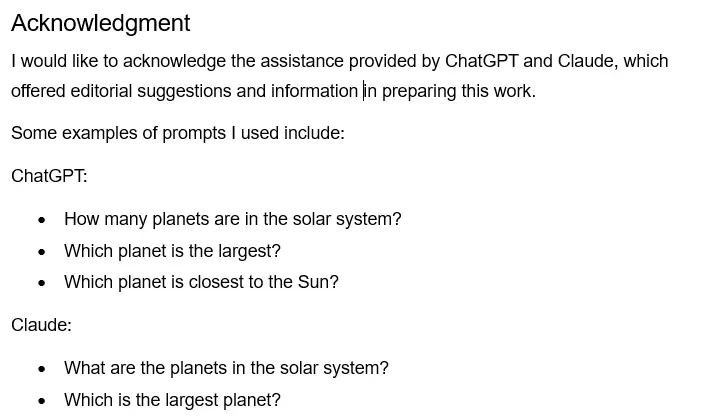 Acknowledgment
I would like to acknowledge the assistance provided by ChatGPT and Claude, which
offered editorial suggestions and information in preparing this work.
Some examples of prompts I used include:
ChatGPT:
• How many planets are in the solar system?
• Which planet is the largest?
• Which planet is closest to the Sun?
Claude:
• What are the planets in the solar system?
• Which is the largest planet?